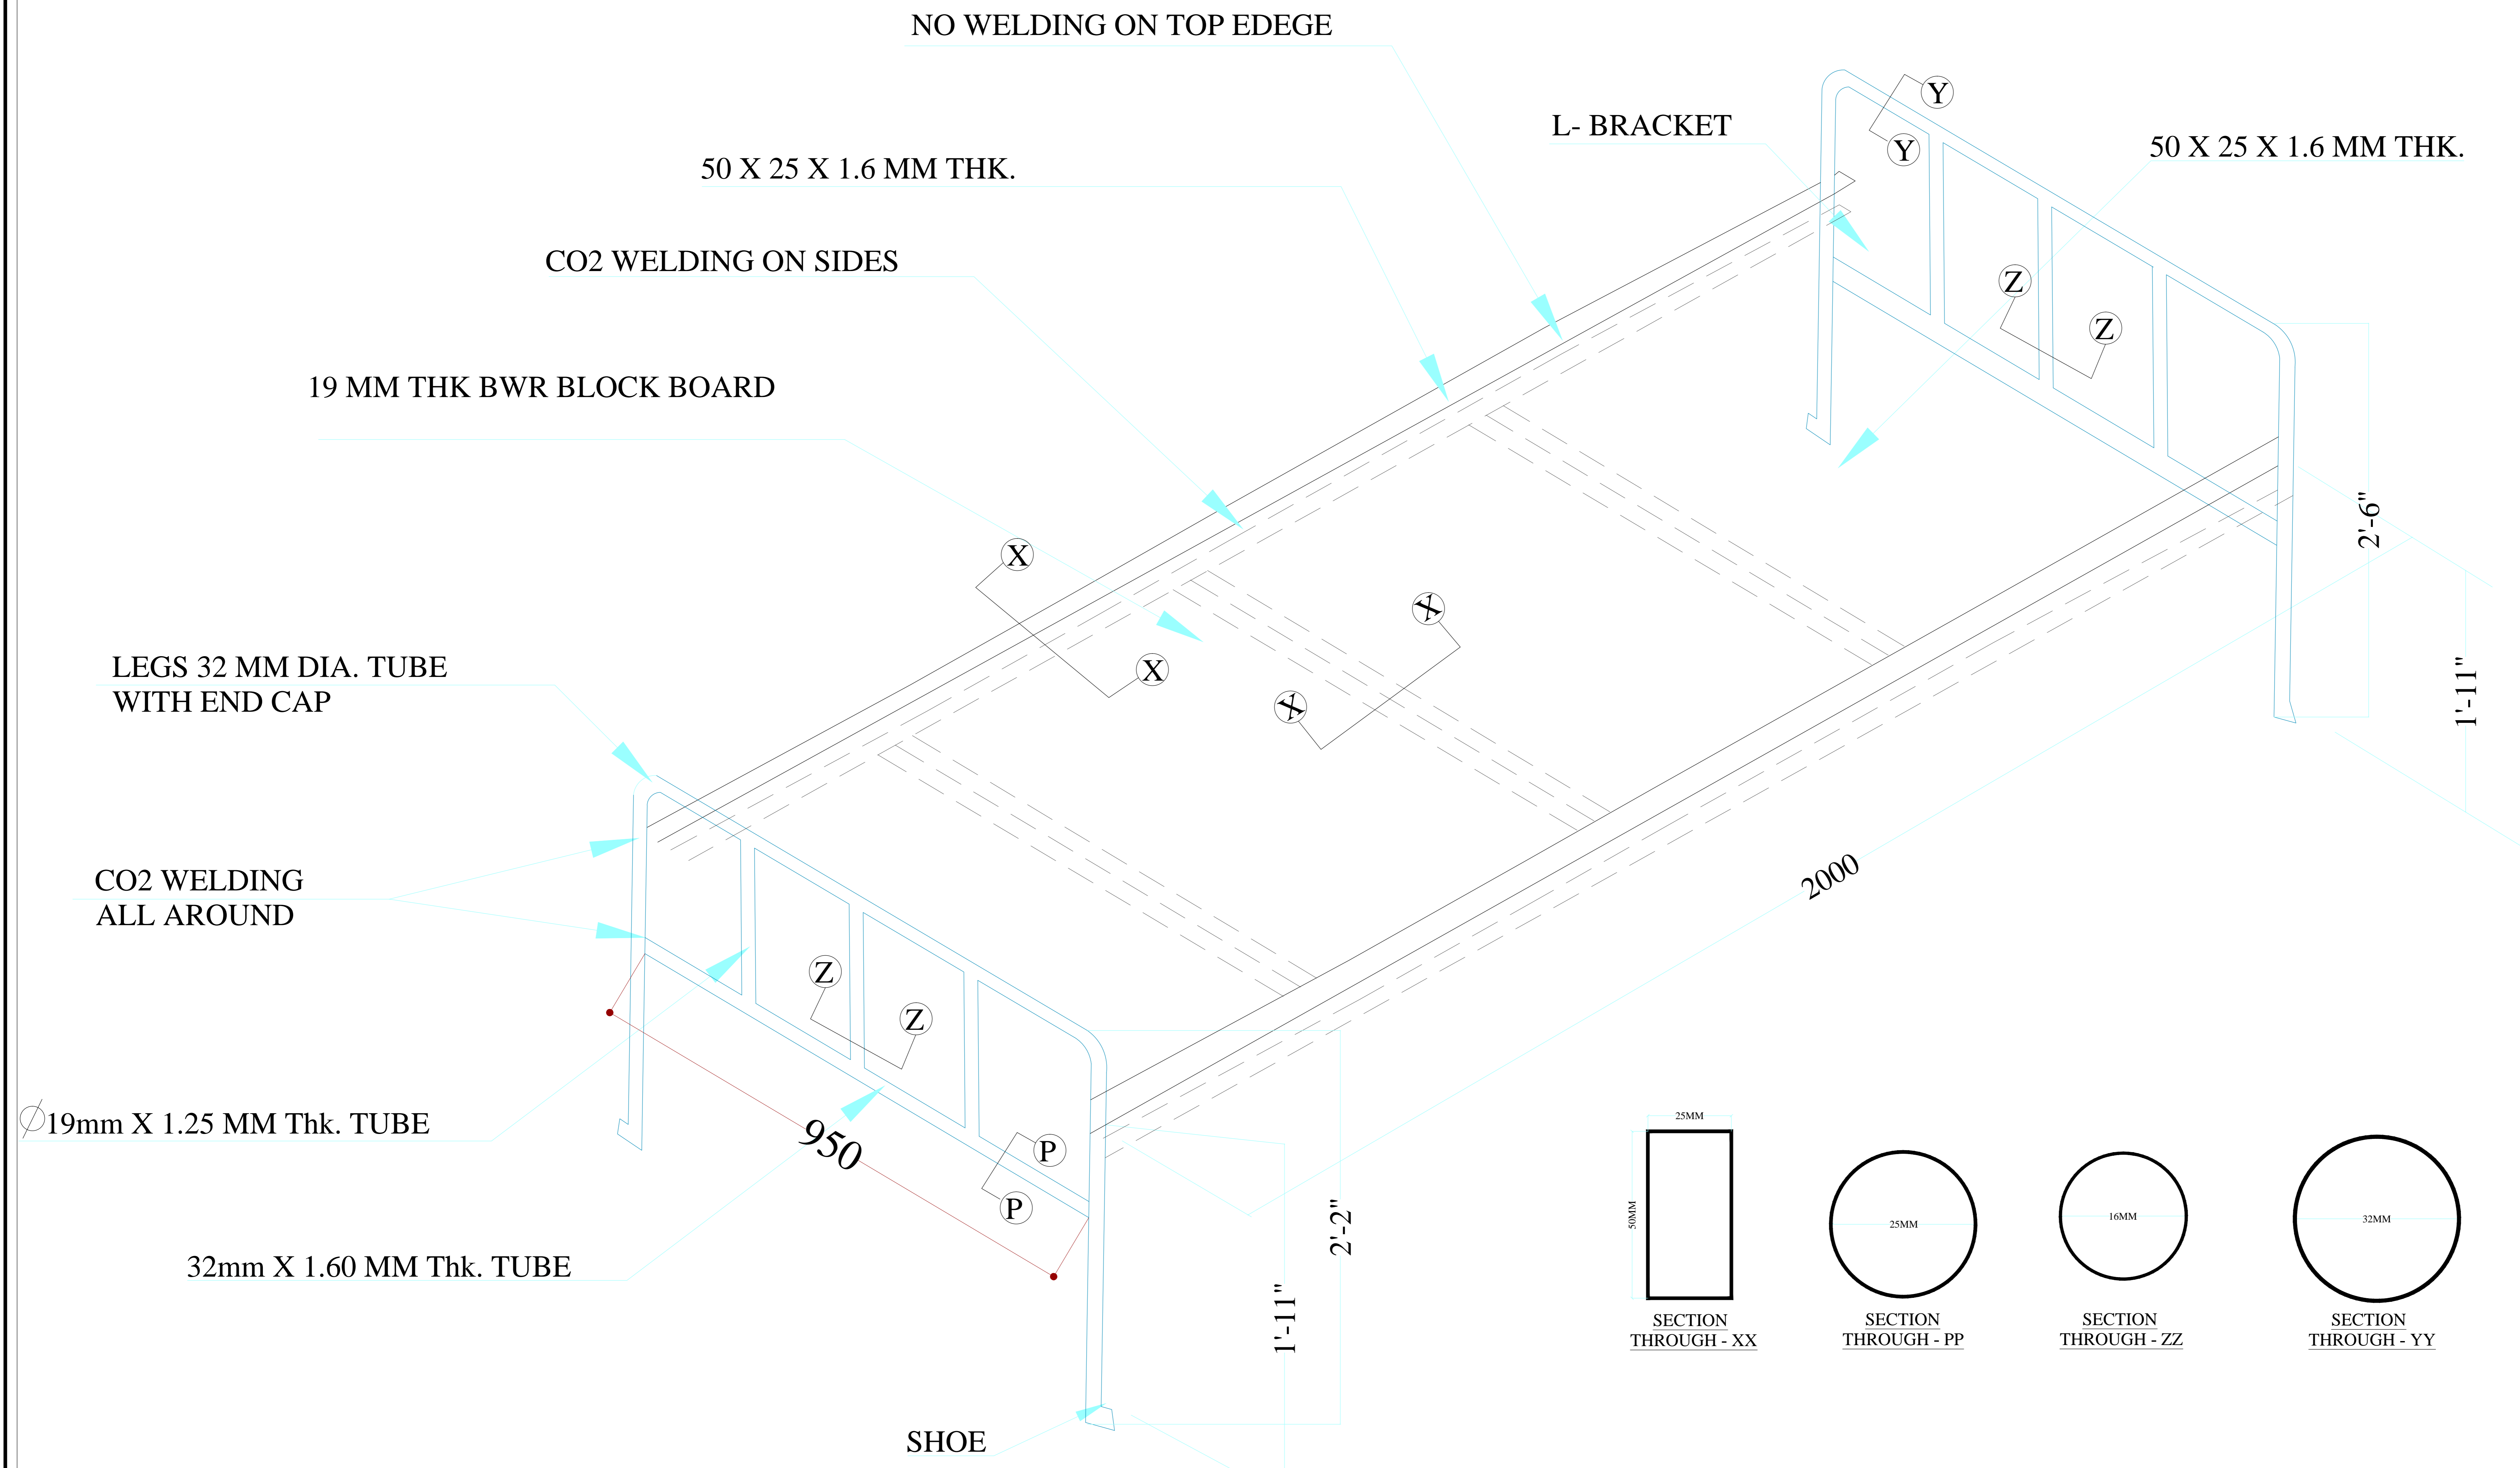 NO WELDING ON TOP EDEGE
Y
L- BRACKET
Y
50 X 25 X 1.6 MM THK.
50 X 25 X 1.6 MM THK.
CO2 WELDING ON SIDES
Z
Z
19 MM THK BWR BLOCK BOARD
2'-6"
X
X
LEGS 32 MM DIA. TUBE
WITH END CAP
X
X
1'-11"
2000
CO2 WELDING
ALL AROUND
Z
Z
∅19mm X 1.25 MM Thk. TUBE
950
P
P
32mm X 1.60 MM Thk. TUBE
2'-2"
1'-11"
SHOE
25MM
50MM
SECTION
THROUGH - XX
25MM
SECTION
THROUGH - PP
16MM
SECTION
THROUGH - ZZ
32MM
SECTION
THROUGH - YY